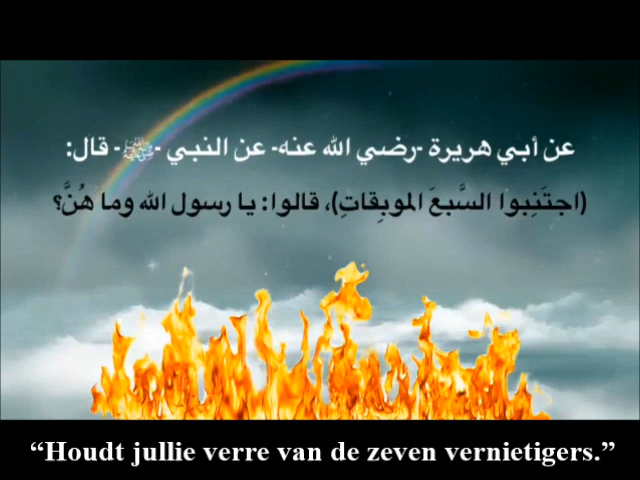 عن أبي هريرة -رضي الله عنه- عن النبي -ﷺ- قال:
(اجتَنِبوا السَّبعَ الموبِقاتِ)، قالوا: يا رسول الله وما هُنَّ؟
“Houdt jullie verre van de zeven vernietigers.”